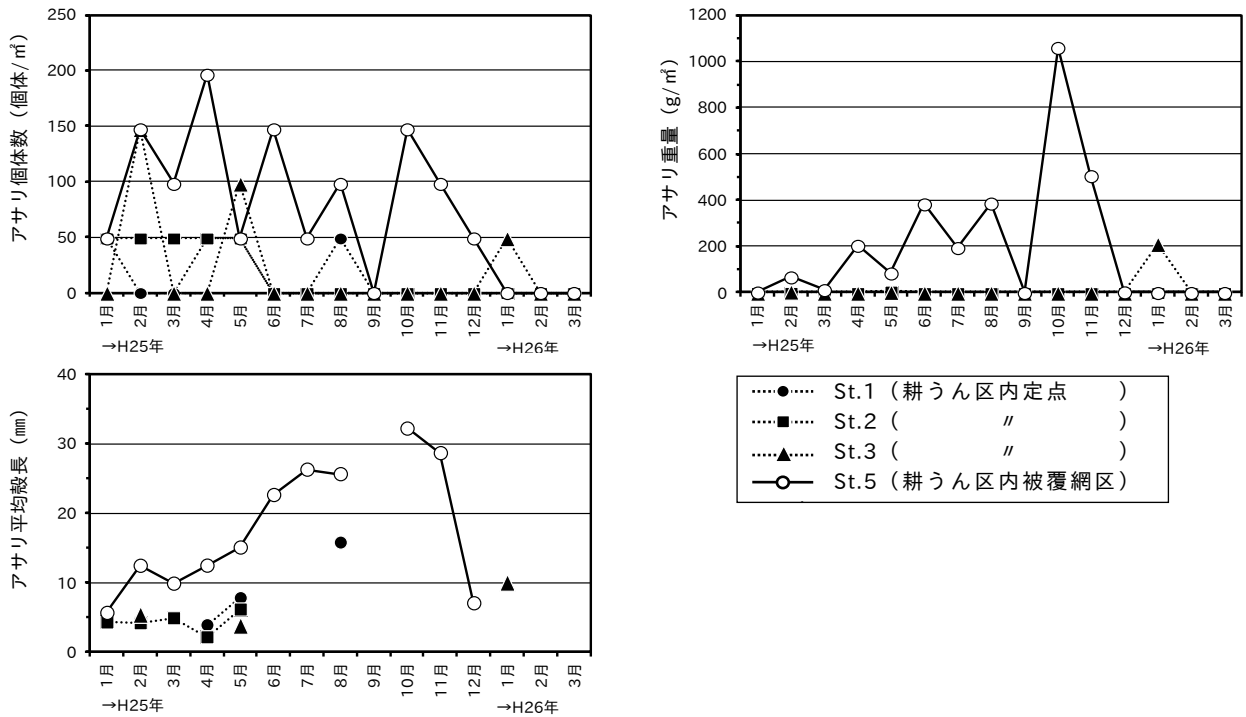 アサリ個体数（個体/㎡）
250
200
150
100
50
0
1月 2月 3月 4月 5月 6月 7月 8月 9月 10月 11月 12月 1月 2月 3月
→H25年 →H26年
アサリ重量（g/㎡）
1200
1000
800
600
400
200
0
1月 2月 3月 4月 5月 6月 7月 8月 9月 10月 11月 12月 1月 2月 3月
→H25年 →H26年
アサリ平均殻長（㎜）
40
30
20
10
0
1月 2月 3月 4月 5月 6月 7月 8月 9月 10月 11月 12月 1月 2月 3月
→H25年 →H26年
St.1（耕うん区内定点　　）
St.2（　　　〃　　　）
St.3（　　　〃　　　）
St.5（耕うん区内被覆網区）